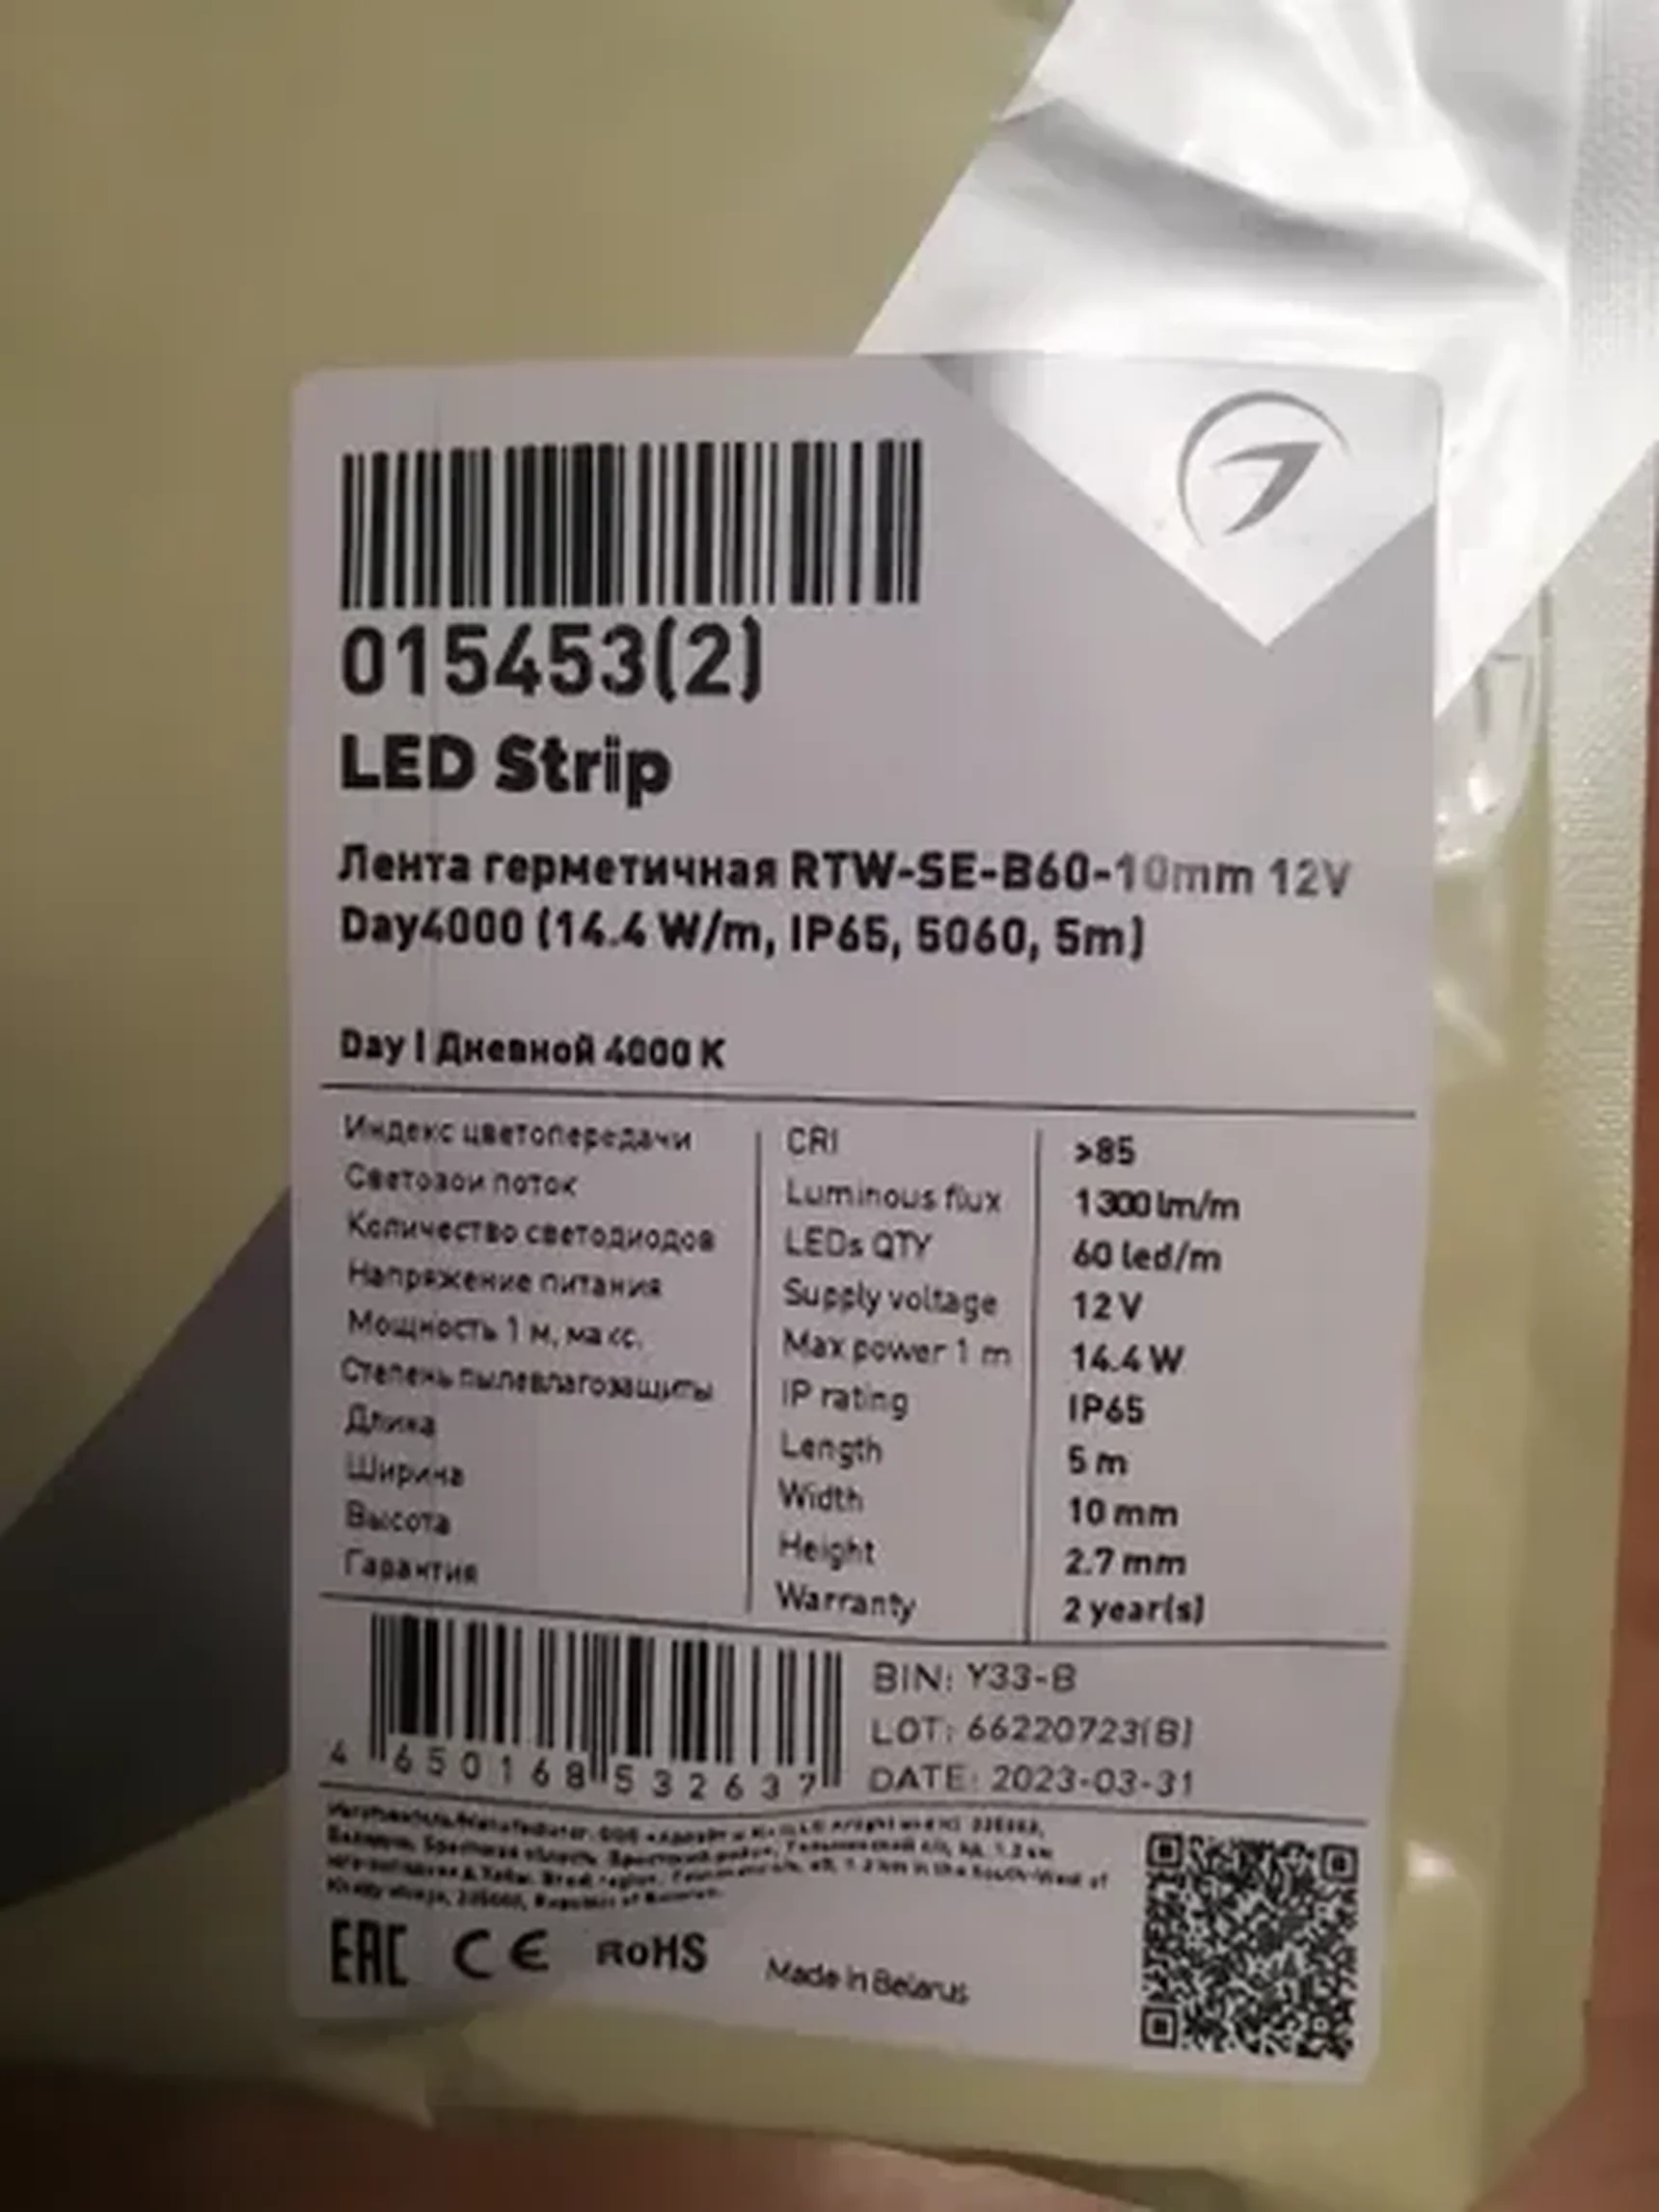 015453(2)
LED Strip
Лента герметичная RTW-SE-B60-10mm 12V
Day4000 (14.4 W/m, IP65, 5060, 5m)
Day | Дневной 4000 K
Индекс цветопередачи CRI >85
Световой поток Luminous flux 1300 lm/m
Количество светодиодов LEDs QTY 60 led/m
Напряжение питания Supply voltage 12 V
Мощность 1 м, макс. Max power 1 m 14.4 W
Степень пылевлагозащиты IP rating IP65
Длина Length 5 m
Ширина Width 10 mm
Высота Height 2.7 mm
Гарантия Warranty 2 year(s)
4 650168 532637
BIN: Y33-B
LOT: 66220723(B)
DATE: 2023-03-31
EAC CE RoHS Made in Belarus